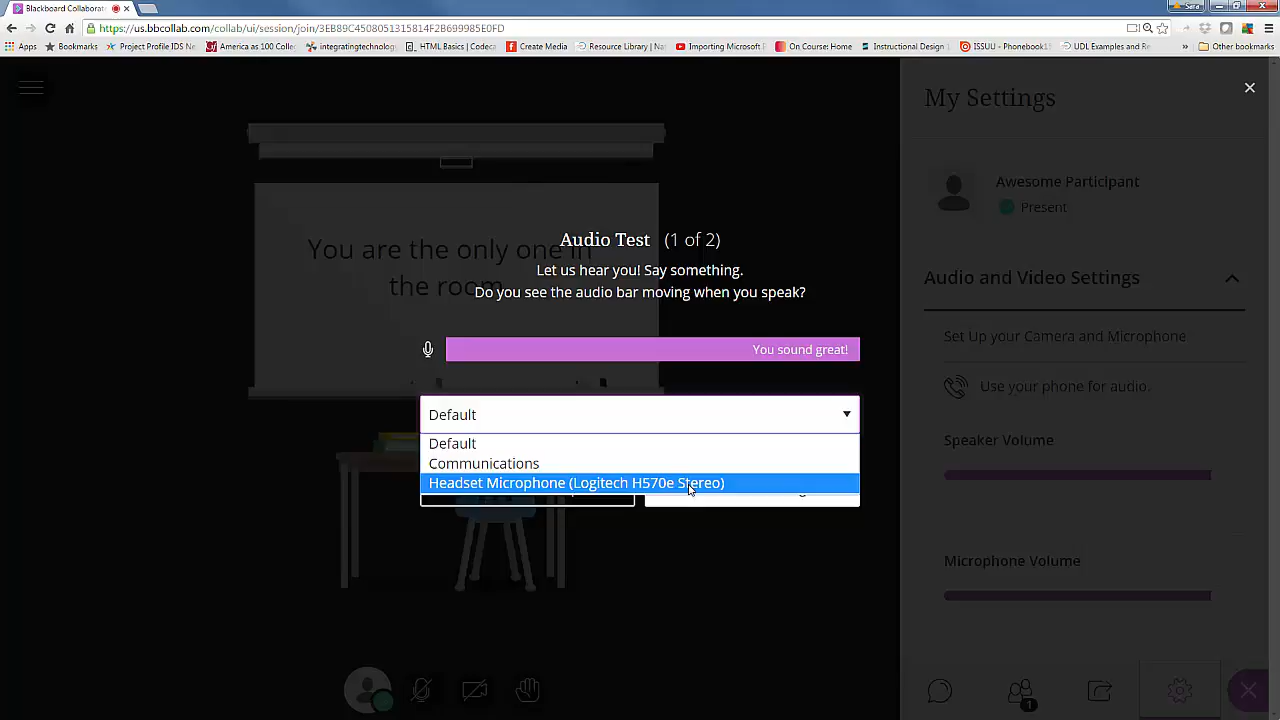 Blackboard Collaborat
Sara
https://us.bbcollab.com/collab/ui/session/join/3EB89C4508051315814F2B699985E0FD
Apps
Bookmarks
Project Profile IDS Ne
America as 100 Colleg
integratingtechnolog
HTML Basics | Codeca
Create Media
Resource Library | Na
Importing Microsoft P
On Course: Home
Instructional Design
ISSUU - Phonebook1
UDL Examples and Re
»
Other bookmarks
My Settings
Awesome Participant
Present
You are the only one in
the room
Audio Test (1 of 2)
Let us hear you! Say something.
Do you see the audio bar moving when you speak?
You sound great!
Default
Default
Communications
Headset Microphone (Logitech H570e Stereo)
Audio and Video Settings
Set Up your Camera and Microphone
Use your phone for audio.
Speaker Volume
Microphone Volume
1